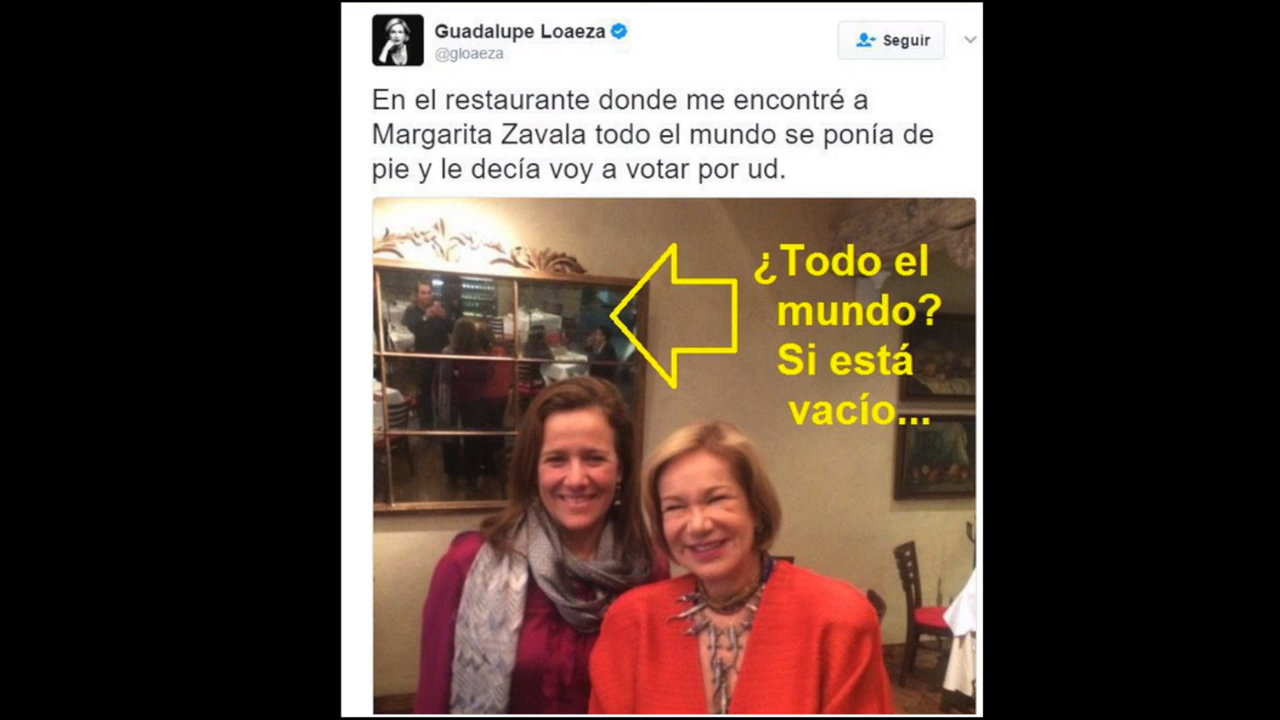 Guadalupe Loaeza
@gloaeza
Seguir
En el restaurante donde me encontré a
Margarita Zavala todo el mundo se ponía de
pie y le decía voy a votar por ud.
¿Todo el
mundo?
Si está
vacío...